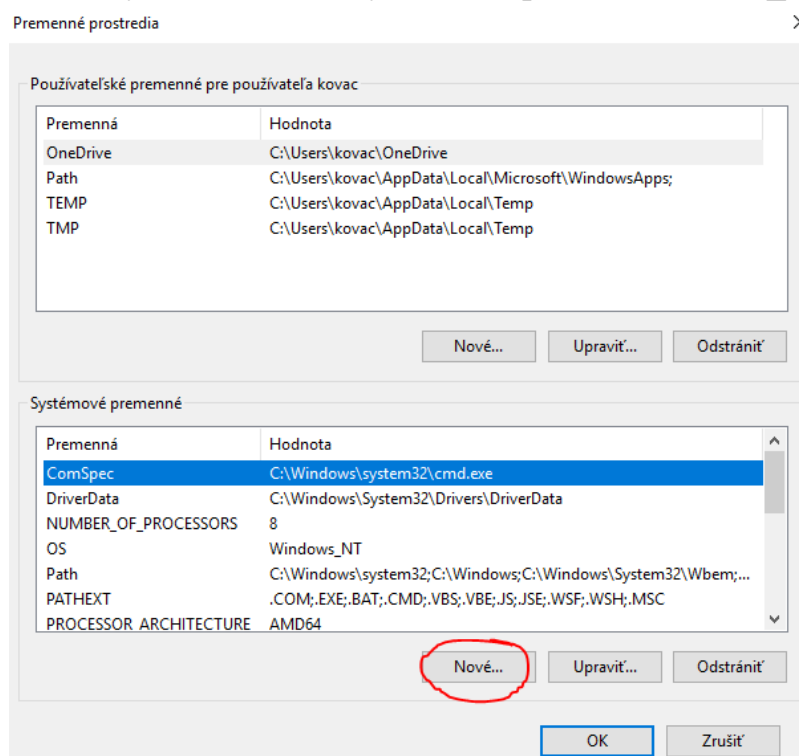 Premenné prostredia
Používateľské premenné pre používateľa kovac
Premenná Hodnota
OneDrive C:\Users\kovac\OneDrive
Path C:\Users\kovac\AppData\Local\Microsoft\WindowsApps;
TEMP C:\Users\kovac\AppData\Local\Temp
TMP C:\Users\kovac\AppData\Local\Temp
Nové... Upraviť... Odstrániť
Systémové premenné
Premenná Hodnota
ComSpec C:\Windows\system32\cmd.exe
DriverData C:\Windows\System32\Drivers\DriverData
NUMBER_OF_PROCESSORS 8
OS Windows_NT
Path C:\Windows\system32;C:\Windows;C:\Windows\System32\Wbem;...
PATHEXT .COM;.EXE;.BAT;.CMD;.VBS;.VBE;.JS;.JSE;.WSF;.WSH;.MSC
PROCESSOR_ARCHITECTURE AMD64
Nové... Upraviť... Odstrániť
OK Zrušiť